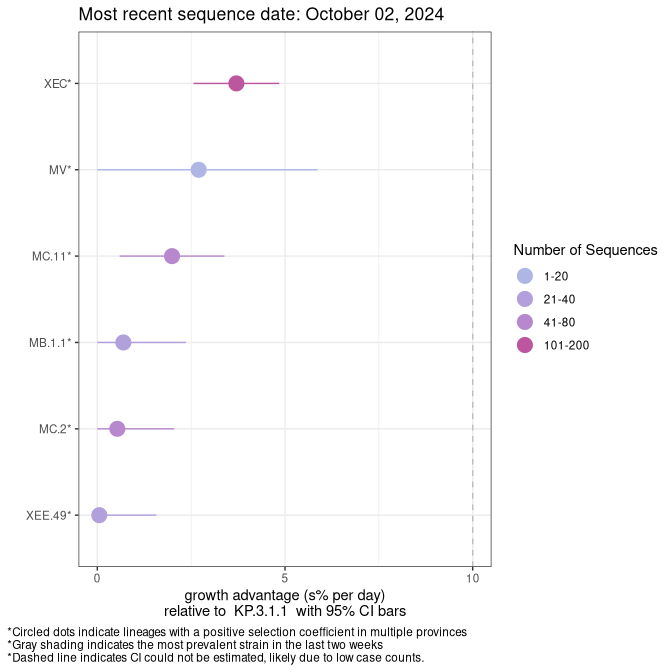 Most recent sequence date: October 02, 2024
XEC*
MV*
MC.11*
MB.1.1*
MC.2*
XEE.49*
0 5 10
growth advantage (s% per day)
relative to KP.3.1.1 with 95% CI bars
Number of Sequences
1-20
21-40
41-80
101-200
*Circled dots indicate lineages with a positive selection coefficient in multiple provinces
*Gray shading indicates the most prevalent strain in the last two weeks
*Dashed line indicates CI could not be estimated, likely due to low case counts.